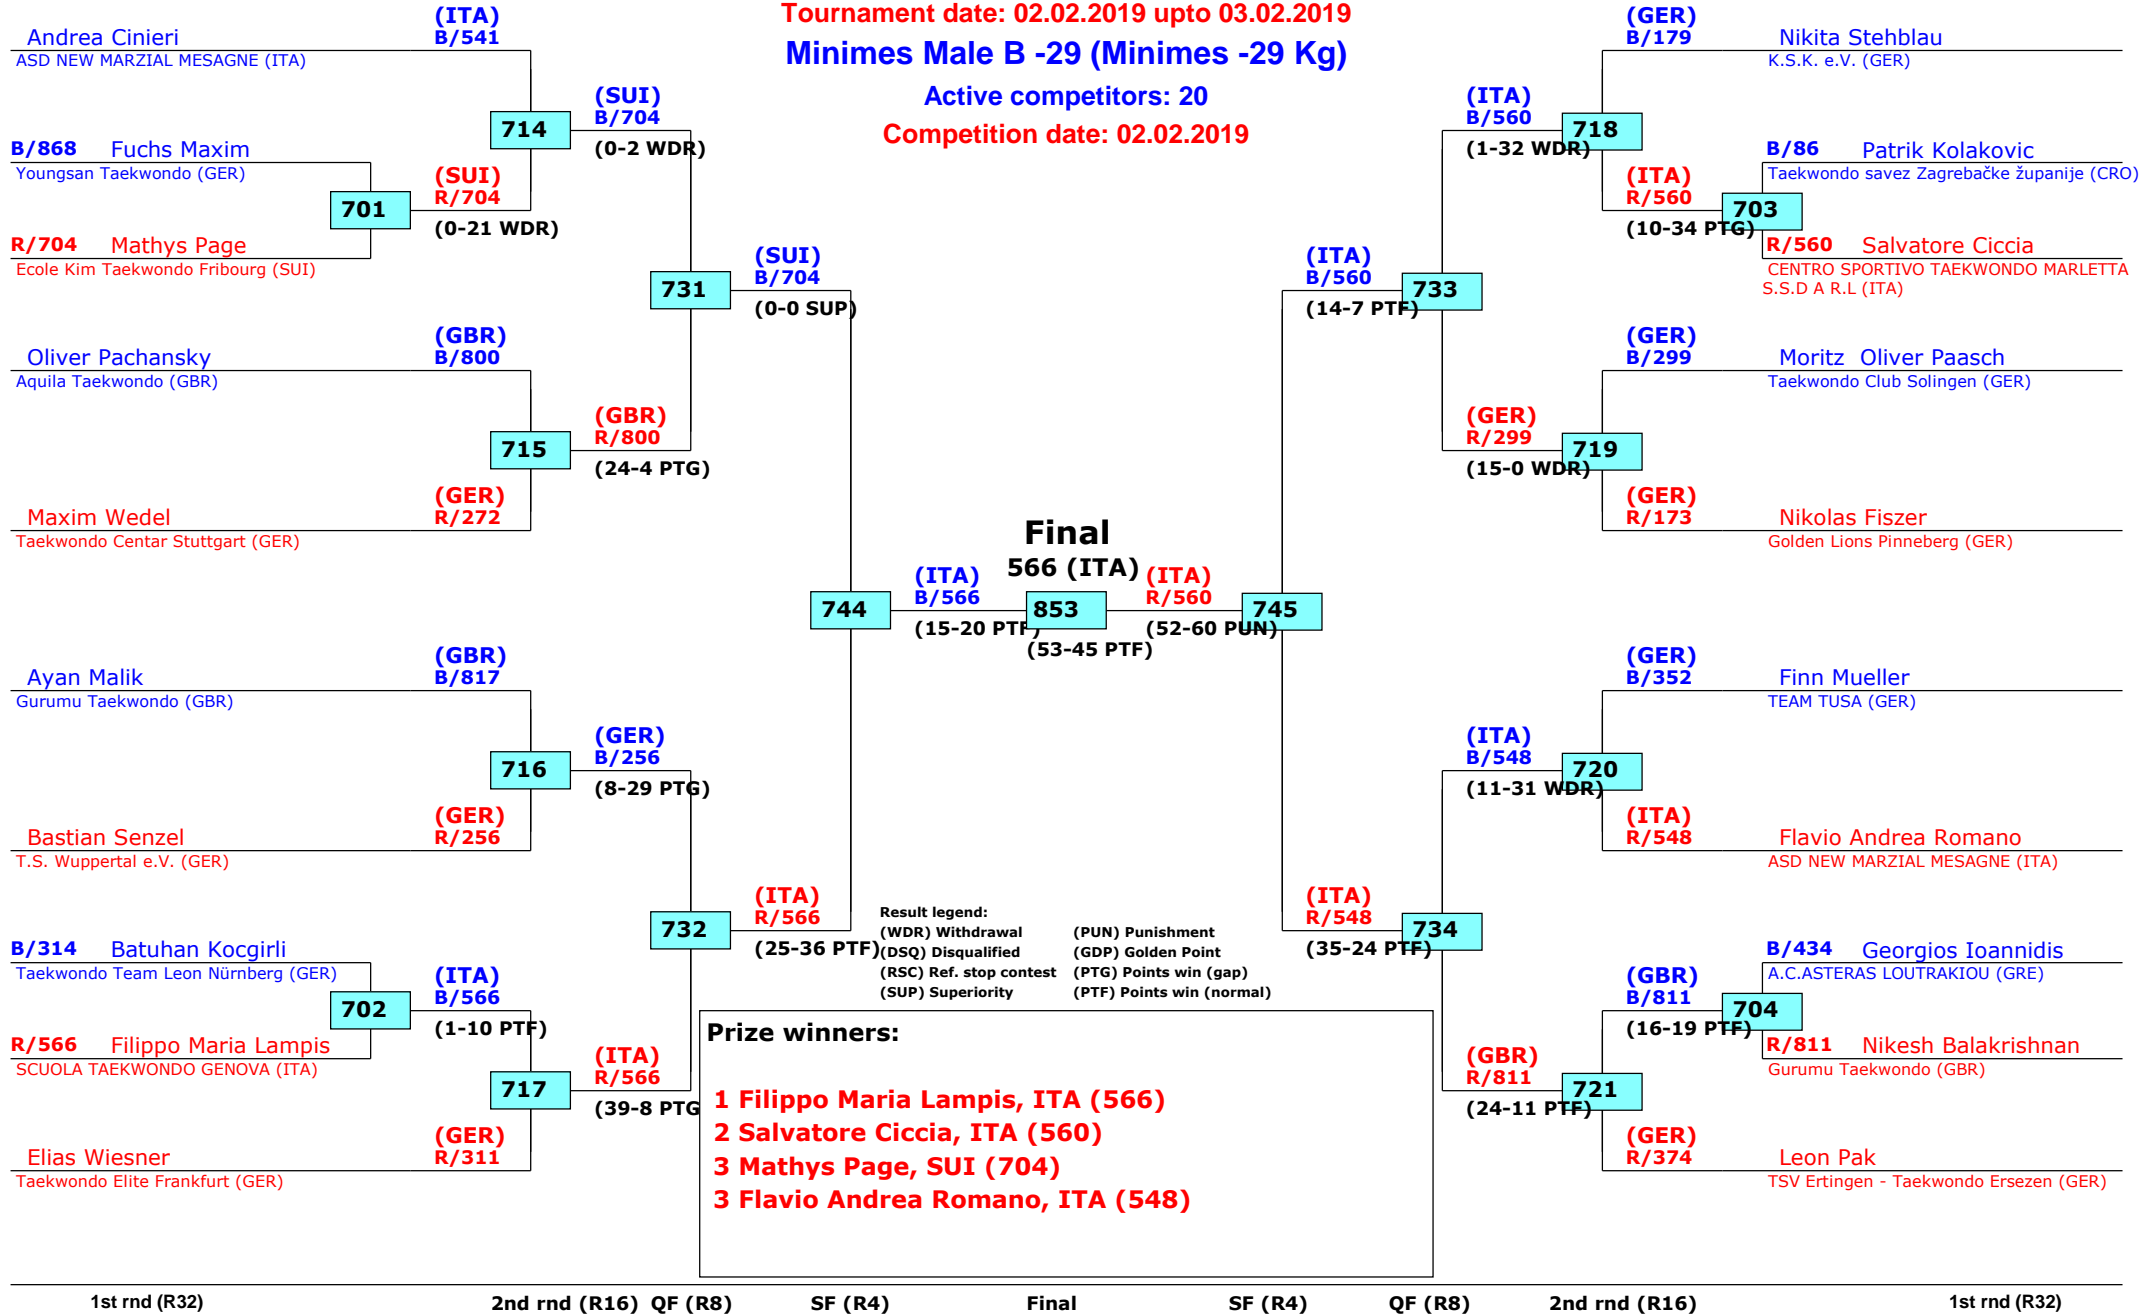 Tournament date: 02.02.2019 upto 03.02.2019
Minimes Male B -29 (Minimes -29 Kg)
Active competitors: 20
Competition date: 02.02.2019
Andrea Cinieri
ASD NEW MARZIAL MESAGNE (ITA)
(ITA)
B/541
B/868 Fuchs Maxim
Youngsan Taekwondo (GER)
701
R/704 Mathys Page
Ecole Kim Taekwondo Fribourg (SUI)
(SUI)
R/704
(0-21 WDR)
714
(SUI)
B/704
(0-2 WDR)
Oliver Pachansky
Aquila Taekwondo (GBR)
(GBR)
B/800
715
Maxim Wedel
Taekwondo Centar Stuttgart (GER)
(GER)
R/272
(GBR)
R/800
(24-4 PTG)
731
(SUI)
B/704
(0-0 SUP)
Ayan Malik
Gurumu Taekwondo (GBR)
(GBR)
B/817
716
Bastian Senzel
T.S. Wuppertal e.V. (GER)
(GER)
R/256
(GER)
B/256
(8-29 PTG)
B/314 Batuhan Kocgirli
Taekwondo Team Leon Nürnberg (GER)
702
R/566 Filippo Maria Lampis
SCUOLA TAEKWONDO GENOVA (ITA)
(ITA)
B/566
(1-10 PTF)
717
Elias Wiesner
Taekwondo Elite Frankfurt (GER)
(GER)
R/311
(ITA)
R/566
(39-8 PTG
732
(ITA)
R/566
(25-36 PTF)
744
(ITA)
B/566
(15-20 PTF)
Final
566 (ITA)
853
(53-45 PTF)
(ITA)
R/560
(52-60 PUN)
745
(GER)
B/179
Nikita Stehblau
K.S.K. e.V. (GER)
718
(ITA)
B/560
(1-32 WDR)
B/86 Patrik Kolakovic
Taekwondo savez Zagrebačke županije (CRO)
703
(ITA)
R/560
(10-34 PTG)
R/560 Salvatore Ciccia
CENTRO SPORTIVO TAEKWONDO MARLETTA
S.S.D A R.L (ITA)
(ITA)
B/560
(14-7 PTF)
733
(GER)
B/299
Moritz  Oliver Paasch
Taekwondo Club Solingen (GER)
(GER)
R/299
(15-0 WDR)
719
(GER)
R/173
Nikolas Fiszer
Golden Lions Pinneberg (GER)
(GER)
B/352
Finn Mueller
TEAM TUSA (GER)
(ITA)
B/548
(11-31 WDR)
720
(ITA)
R/548
Flavio Andrea Romano
ASD NEW MARZIAL MESAGNE (ITA)
(ITA)
R/548
(35-24 PTF)
734
B/434 Georgios Ioannidis
A.C.ASTERAS LOUTRAKIOU (GRE)
(GBR)
B/811
(16-19 PTF)
704
R/811 Nikesh Balakrishnan
Gurumu Taekwondo (GBR)
(GBR)
R/811
(24-11 PTF)
721
(GER)
R/374
Leon Pak
TSV Ertingen - Taekwondo Ersezen (GER)
Result legend:
(WDR) Withdrawal (PUN) Punishment
(DSQ) Disqualified (GDP) Golden Point
(RSC) Ref. stop contest (PTG) Points win (gap)
(SUP) Superiority (PTF) Points win (normal)
Prize winners:
1 Filippo Maria Lampis, ITA (566)
2 Salvatore Ciccia, ITA (560)
3 Mathys Page, SUI (704)
3 Flavio Andrea Romano, ITA (548)
1st rnd (R32) 2nd rnd (R16) QF (R8) SF (R4) Final SF (R4) QF (R8) 2nd rnd (R16) 1st rnd (R32)